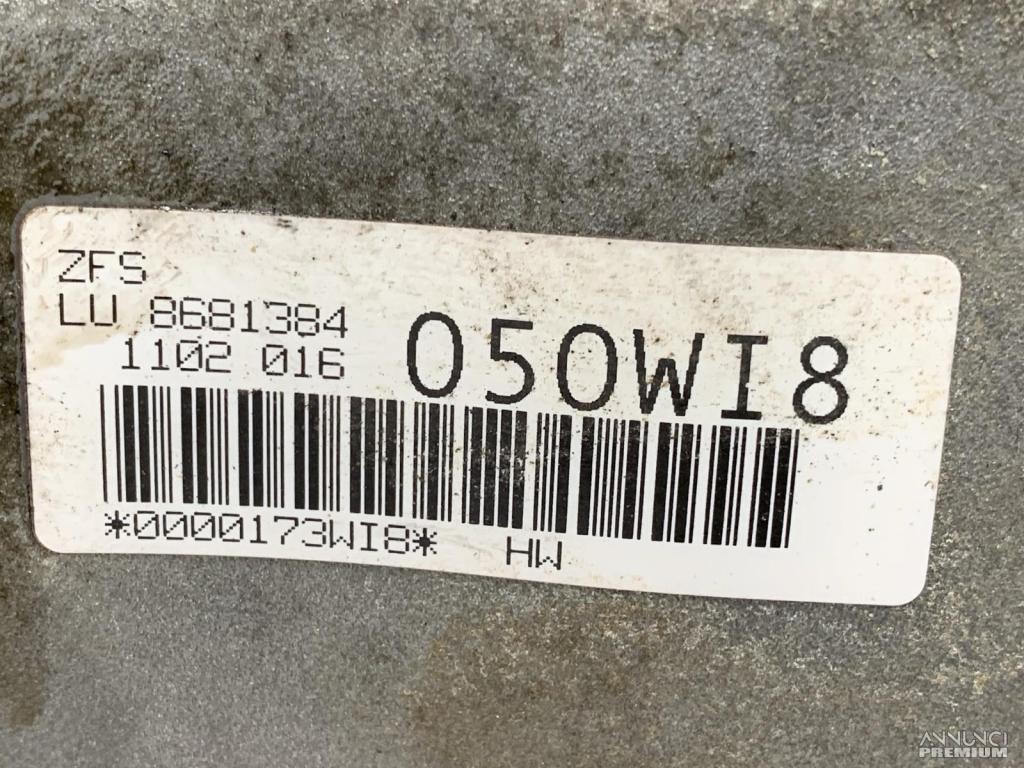 ZFS
LU 8681384
1102 016
050WI8
*0000173WI8* HW
ANNUNCI
PREMIUM